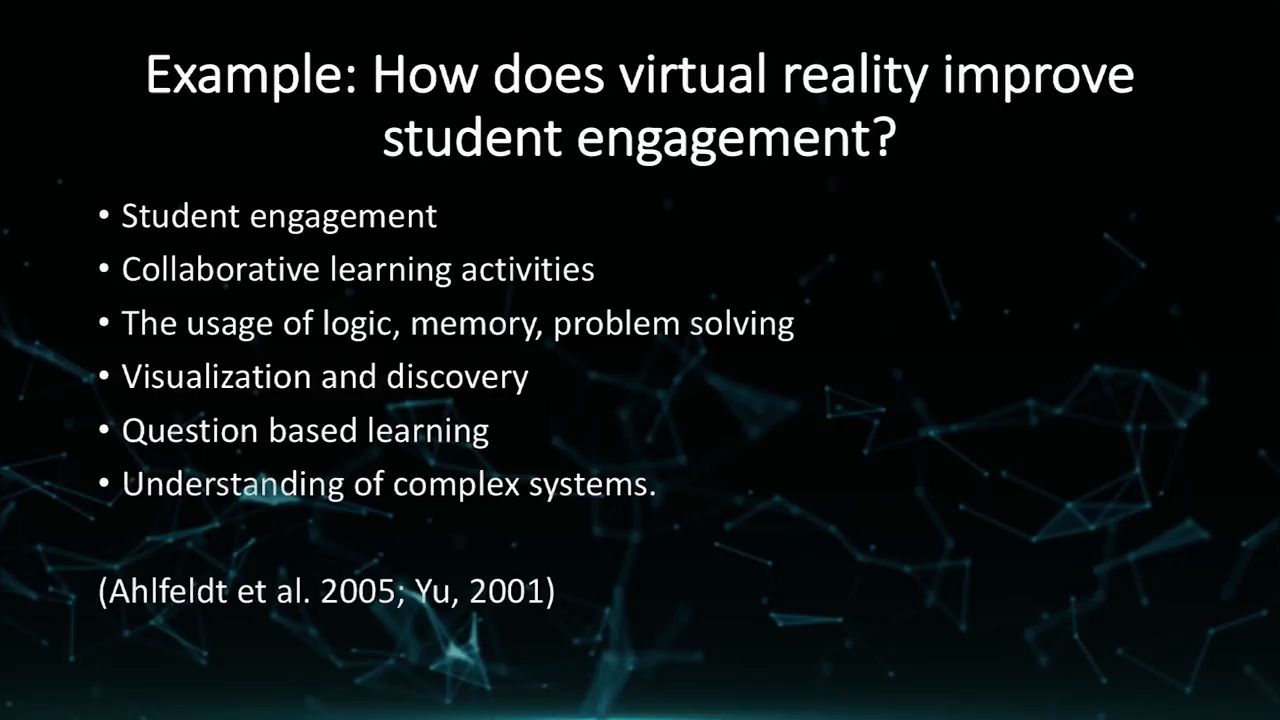 Example: How does virtual reality improve
student engagement?
• Student engagement
• Collaborative learning activities
• The usage of logic, memory, problem solving
• Visualization and discovery
• Question based learning
• Understanding of complex systems.
(Ahlfeldt et al. 2005; Yu, 2001)